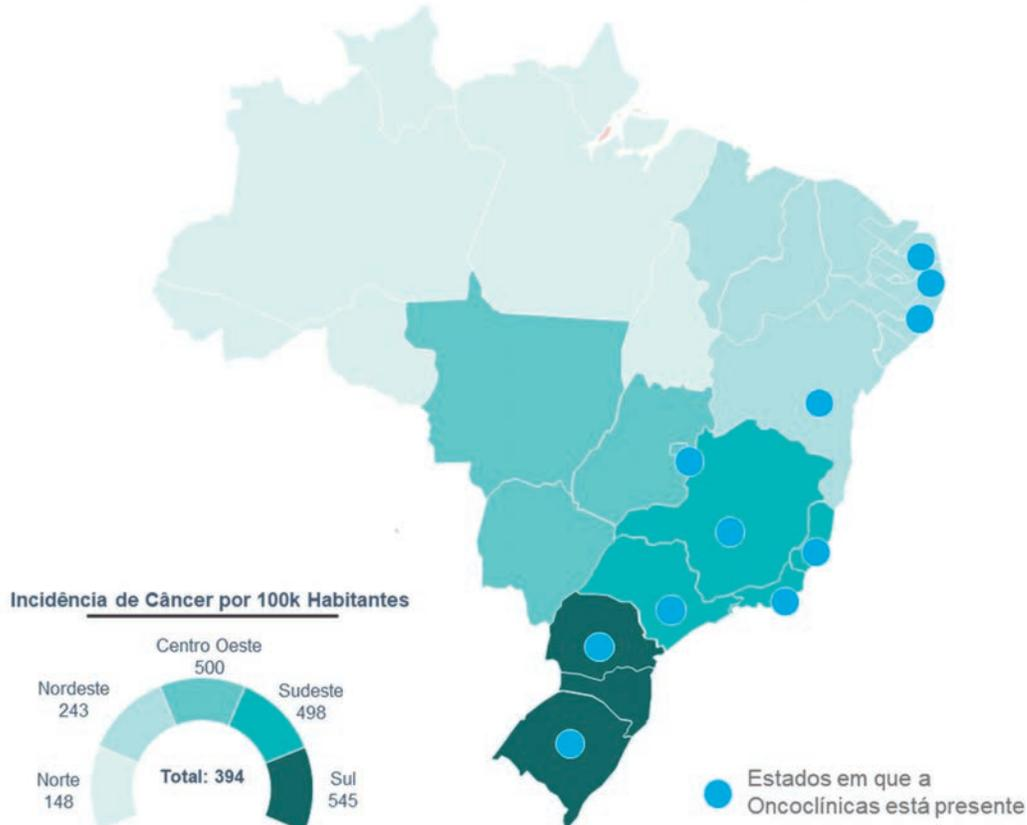 Incidência de Câncer por 100k Habitantes
Centro Oeste
500
Nordeste
243
Sudeste
498
Norte
148
Total: 394
Sul
545
Estados em que a
Oncoclínicas está presente